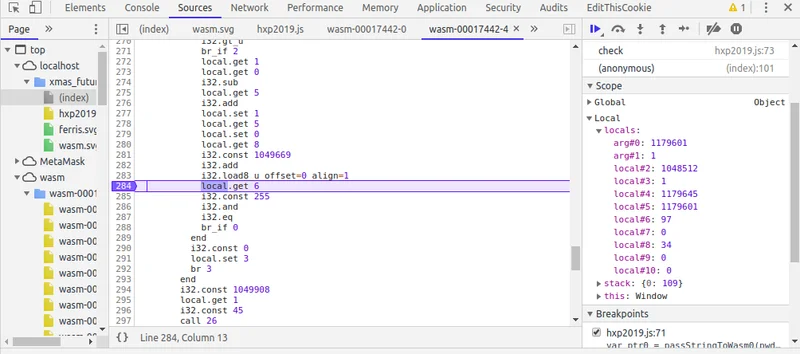 Elements Console Sources Network Performance Memory Application Security Audits EditThisCookie 1
Page » (index) wasm.svg hxp2019.js wasm-00017442-0 wasm-00017442-4 × »
top
localhost
xmas_futur
(index)
hxp2019
ferris.svg
wasm.sv
MetaMask
wasm
wasm-0001
wasm-00
wasm-00
wasm-00
wasm-00
wasm-00
wasm-00
wasm-00
wasm-00
270 i32.gt_u
271 br_if 2
272 local.get 1
273 local.get 0
274 i32.sub
275 local.get 5
276 i32.add
277 local.set 1
278 local.get 5
279 local.set 0
280 local.get 8
281 i32.const 1049669
282 i32.add
283 i32.load8_u offset=0 align=1
284 local.get 6
285 i32.const 255
286 i32.and
287 i32.eq
288 br_if 0
289 end
290 i32.const 0
291 local.set 3
292 br 3
293 end
294 i32.const 1049908
295 local.get 1
296 i32.const 45
297 call 26
{} Line 284, Column 13
check hxp2019.js:73
(anonymous) (index):101
Scope
Global Object
Local
locals:
arg#0: 1179601
arg#1: 1
local#2: 1048512
local#3: 1
local#4: 1179645
local#5: 1179601
local#6: 97
local#7: 0
local#8: 34
local#9: 0
local#10: 0
stack: {0: 109}
this: Window
Breakpoints
hxp2019.js:71
var ptr0 = passStringToWasm0(pwd,